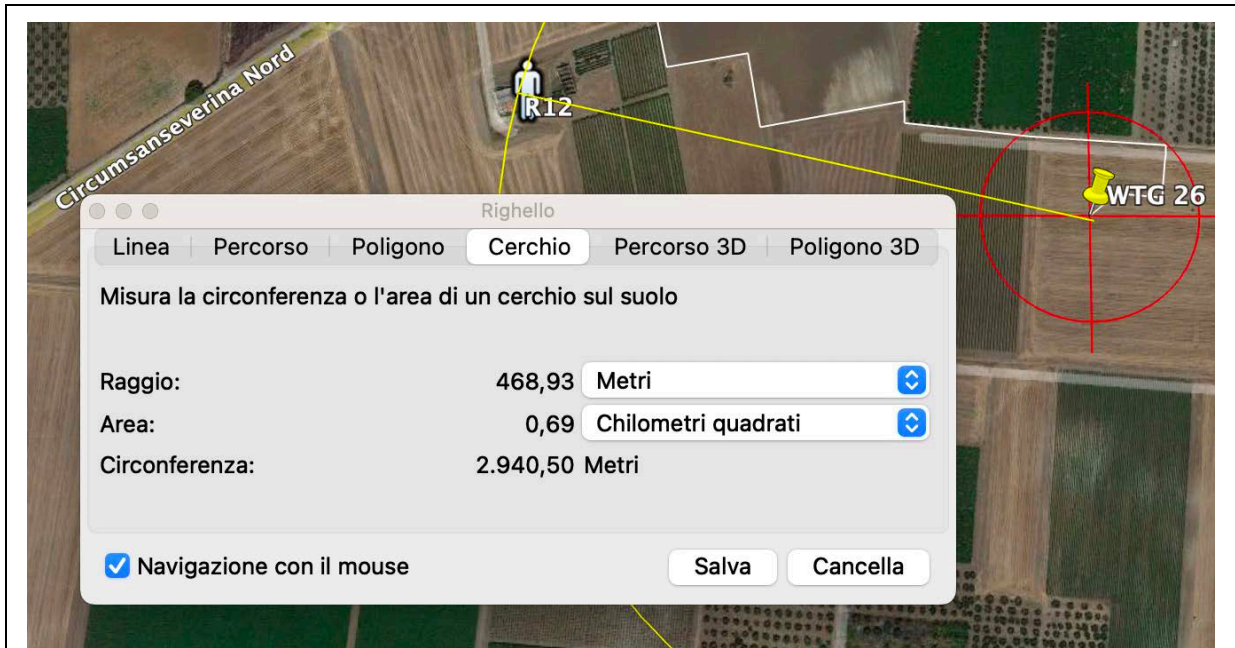 Circumsanseverina Nord
R12
WTG 26
Righello
Linea Percorso Poligono Cerchio Percorso 3D Poligono 3D
Misura la circonferenza o l'area di un cerchio sul suolo
Raggio: 468,93 Metri
Area: 0,69 Chilometri quadrati
Circonferenza: 2.940,50 Metri
Navigazione con il mouse Salva Cancella